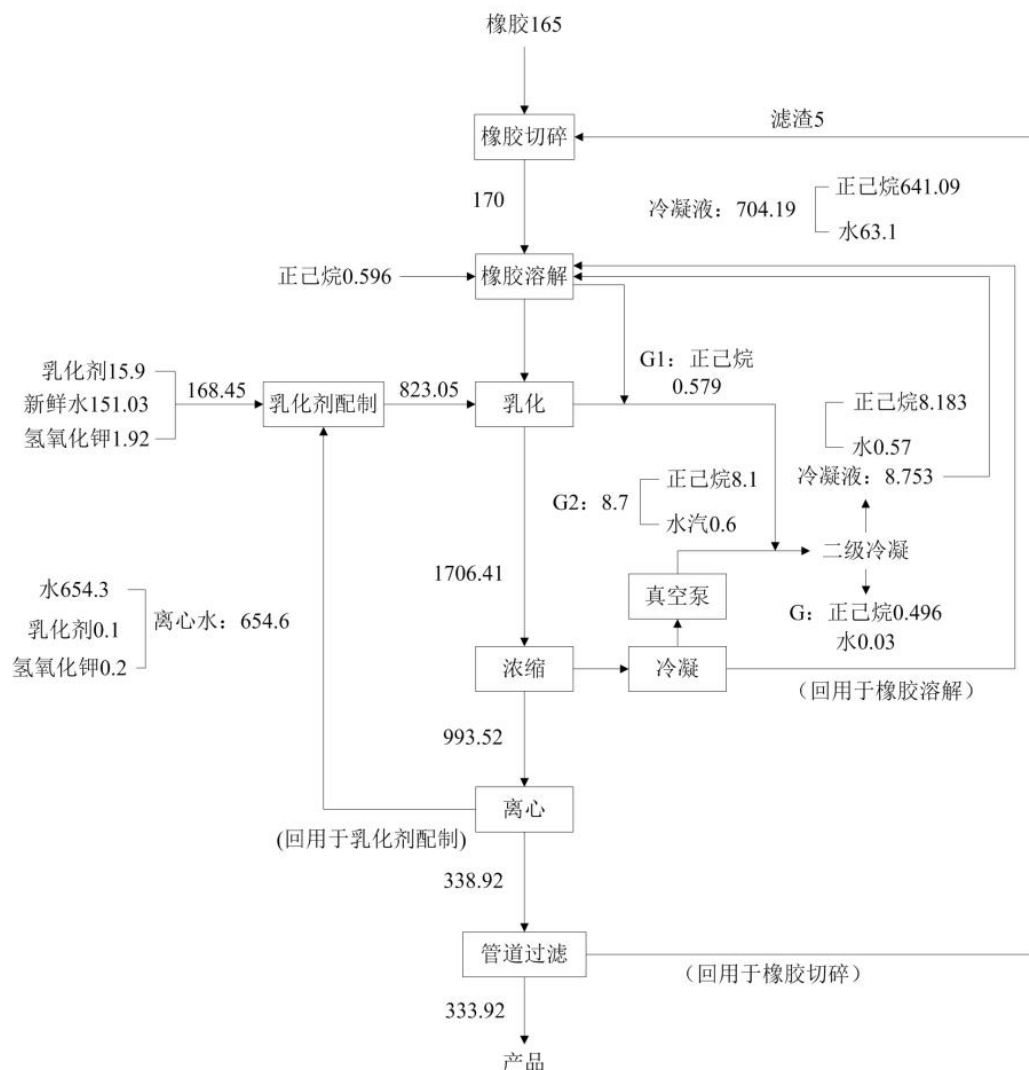 橡胶165
橡胶切碎
滤渣5
170
冷凝液：704.19
正己烷641.09
水63.1
正己烷0.596
橡胶溶解
G1：正己烷
0.579
乳化剂15.9
新鲜水151.03
氢氧化钾1.92
168.45
乳化剂配制
823.05
乳化
正己烷8.183
水0.57
冷凝液：8.753
G2：8.7
正己烷8.1
水汽0.6
二级冷凝
1706.41
真空泵
G：正己烷0.496
水0.03
水654.3
乳化剂0.1
氢氧化钾0.2
离心水：654.6
浓缩
冷凝
（回用于橡胶溶解）
993.52
离心
(回用于乳化剂配制)
338.92
管道过滤
（回用于橡胶切碎）
333.92
产品